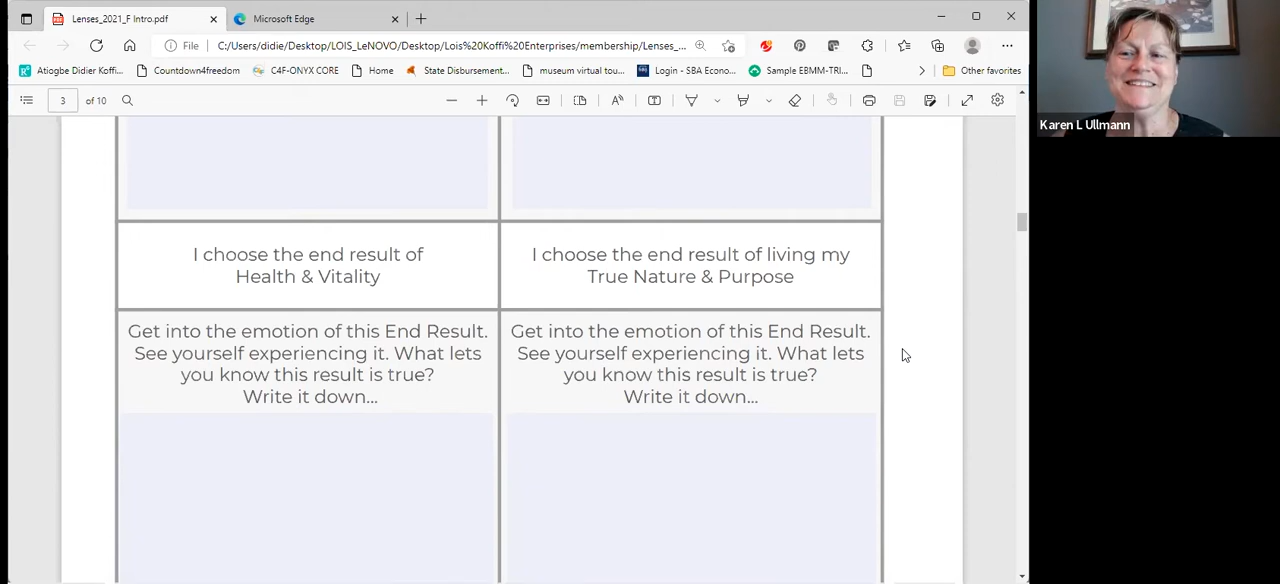 Lenses_2021_F Intro.pdf
Microsoft Edge
File
C:/Users/didie/Desktop/LOIS_LeNOVO/Desktop/Lois%20Koffi%20Enterprises/membership/Lenses_...
Atiogbe Didier Koffi...
Countdown4freedom
C4F-ONYX CORE
Home
State Disbursement...
museum virtual tou...
Login - SBA Econo...
Sample EBMM-TRI...
Other favorites
3 of 10
Karen L Ullmann
I choose the end result of
Health & Vitality
I choose the end result of living my
True Nature & Purpose
Get into the emotion of this End Result.
See yourself experiencing it. What lets
you know this result is true?
Write it down...
Get into the emotion of this End Result.
See yourself experiencing it. What lets
you know this result is true?
Write it down...